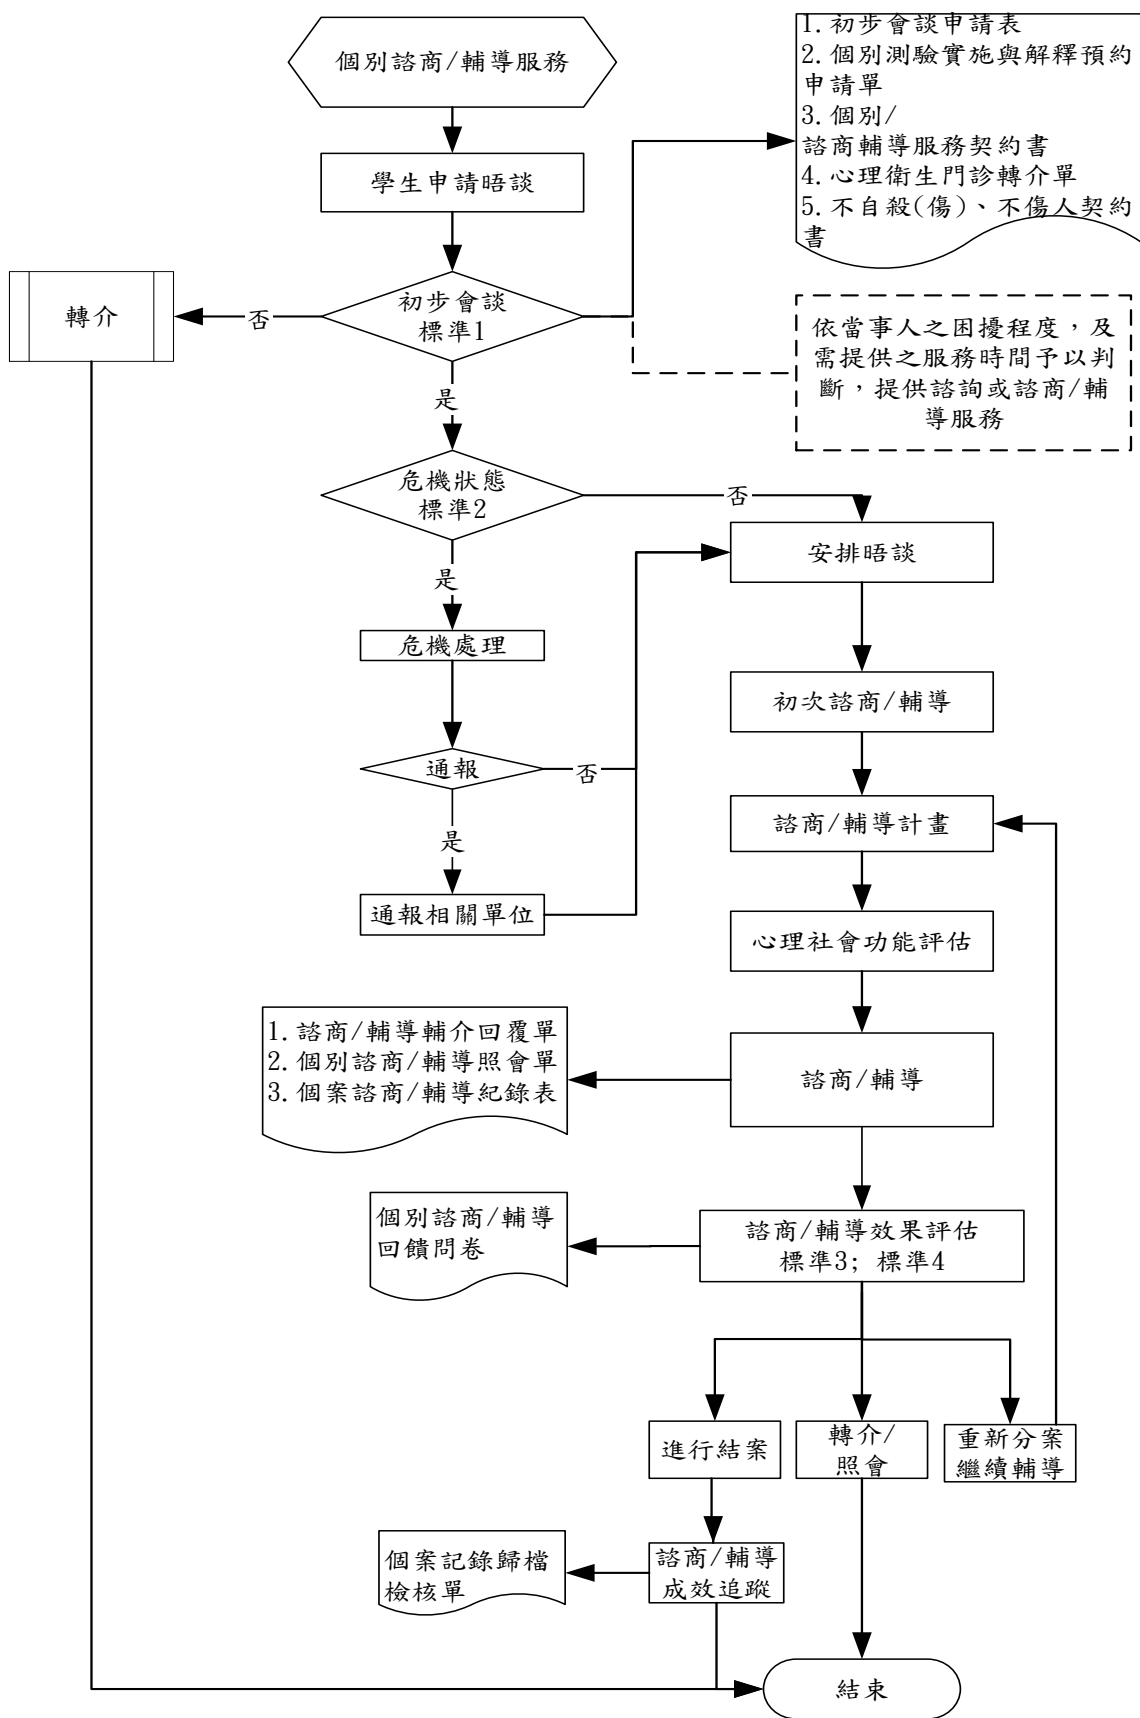 個別諮商/輔導服務
1. 初步會談申請表
2. 個別測驗實施與解釋預約
申請單
3. 個別/
諮商輔導服務契約書
4. 心理衛生門診轉介單
5. 不自殺(傷)、不傷人契約
書
學生申請晤談
初步會談
標準1
否
轉介
依當事人之困擾程度，及
需提供之服務時間予以判
斷，提供諮詢或諮商/輔
導服務
是
危機狀態
標準2
否
安排晤談
是
危機處理
初次諮商/輔導
通報
否
諮商/輔導計畫
是
通報相關單位
心理社會功能評估
1. 諮商/輔導輔介回覆單
2. 個別諮商/輔導照會單
3. 個案諮商/輔導紀錄表
諮商/輔導
個別諮商/輔導
回饋問卷
諮商/輔導效果評估
標準3; 標準4
進行結案
轉介/
照會
重新分案
繼續輔導
個案記錄歸檔
檢核單
諮商/輔導
成效追蹤
結束